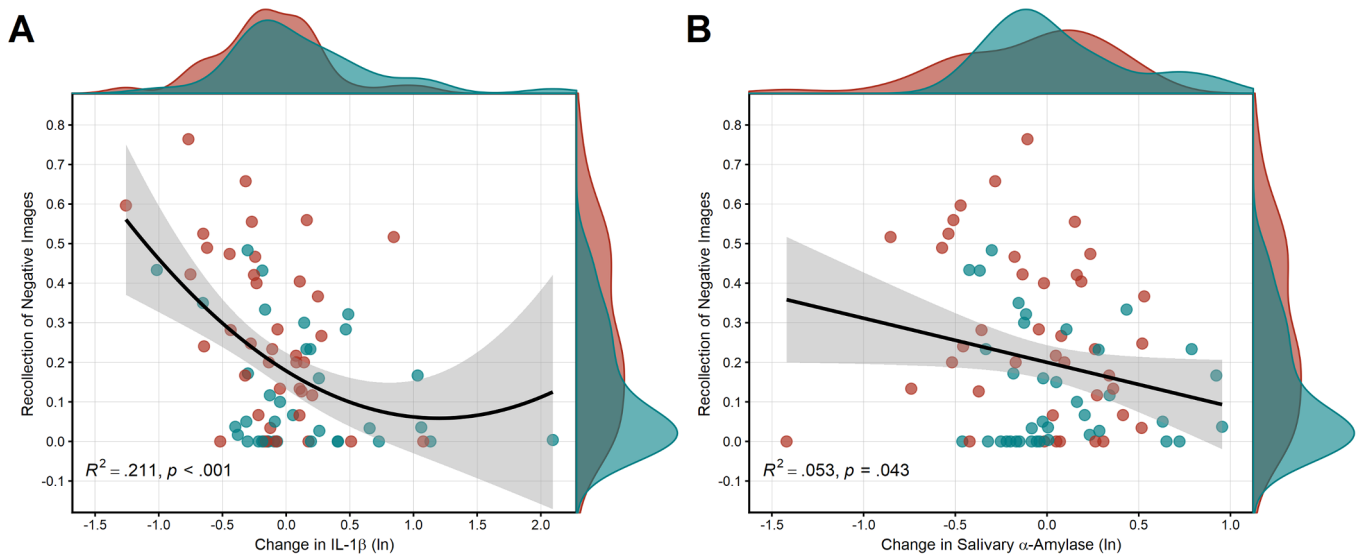 A
0.8
0.7
0.6
0.5
0.4
0.3
0.2
0.1
0.0
-0.1
Recollection of Negative Images
R² = .211, p < .001
-1.5 -1.0 -0.5 0.0 0.5 1.0 1.5 2.0
Change in IL-1β (ln)
B
0.8
0.7
0.6
0.5
0.4
0.3
0.2
0.1
0.0
-0.1
Recollection of Negative Images
R² = .053, p = .043
-1.5 -1.0 -0.5 0.0 0.5 1.0
Change in Salivary α-Amylase (ln)